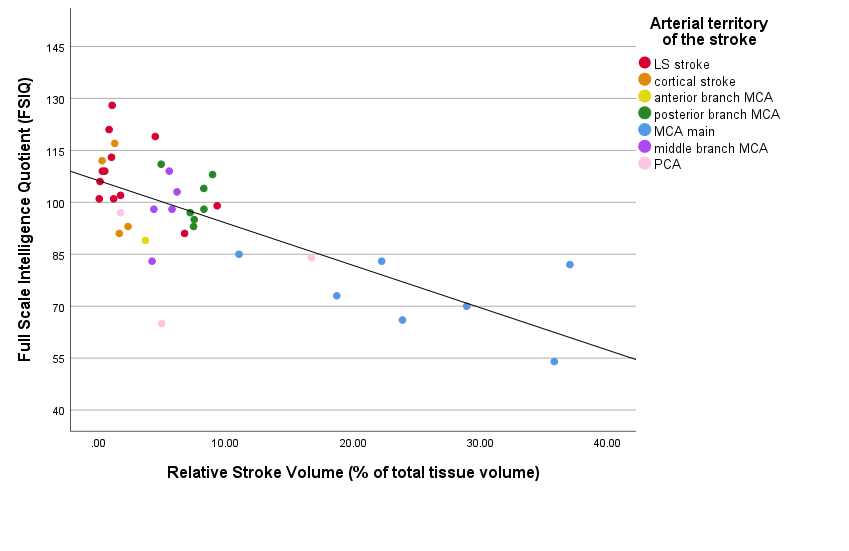 Arterial territory
of the stroke
LS stroke
cortical stroke
anterior branch MCA
posterior branch MCA
MCA main
middle branch MCA
PCA
Full Scale Intelligence Quotient (FSIQ)
145
130
115
100
85
70
55
40
.00 10.00 20.00 30.00 40.00
Relative Stroke Volume (% of total tissue volume)